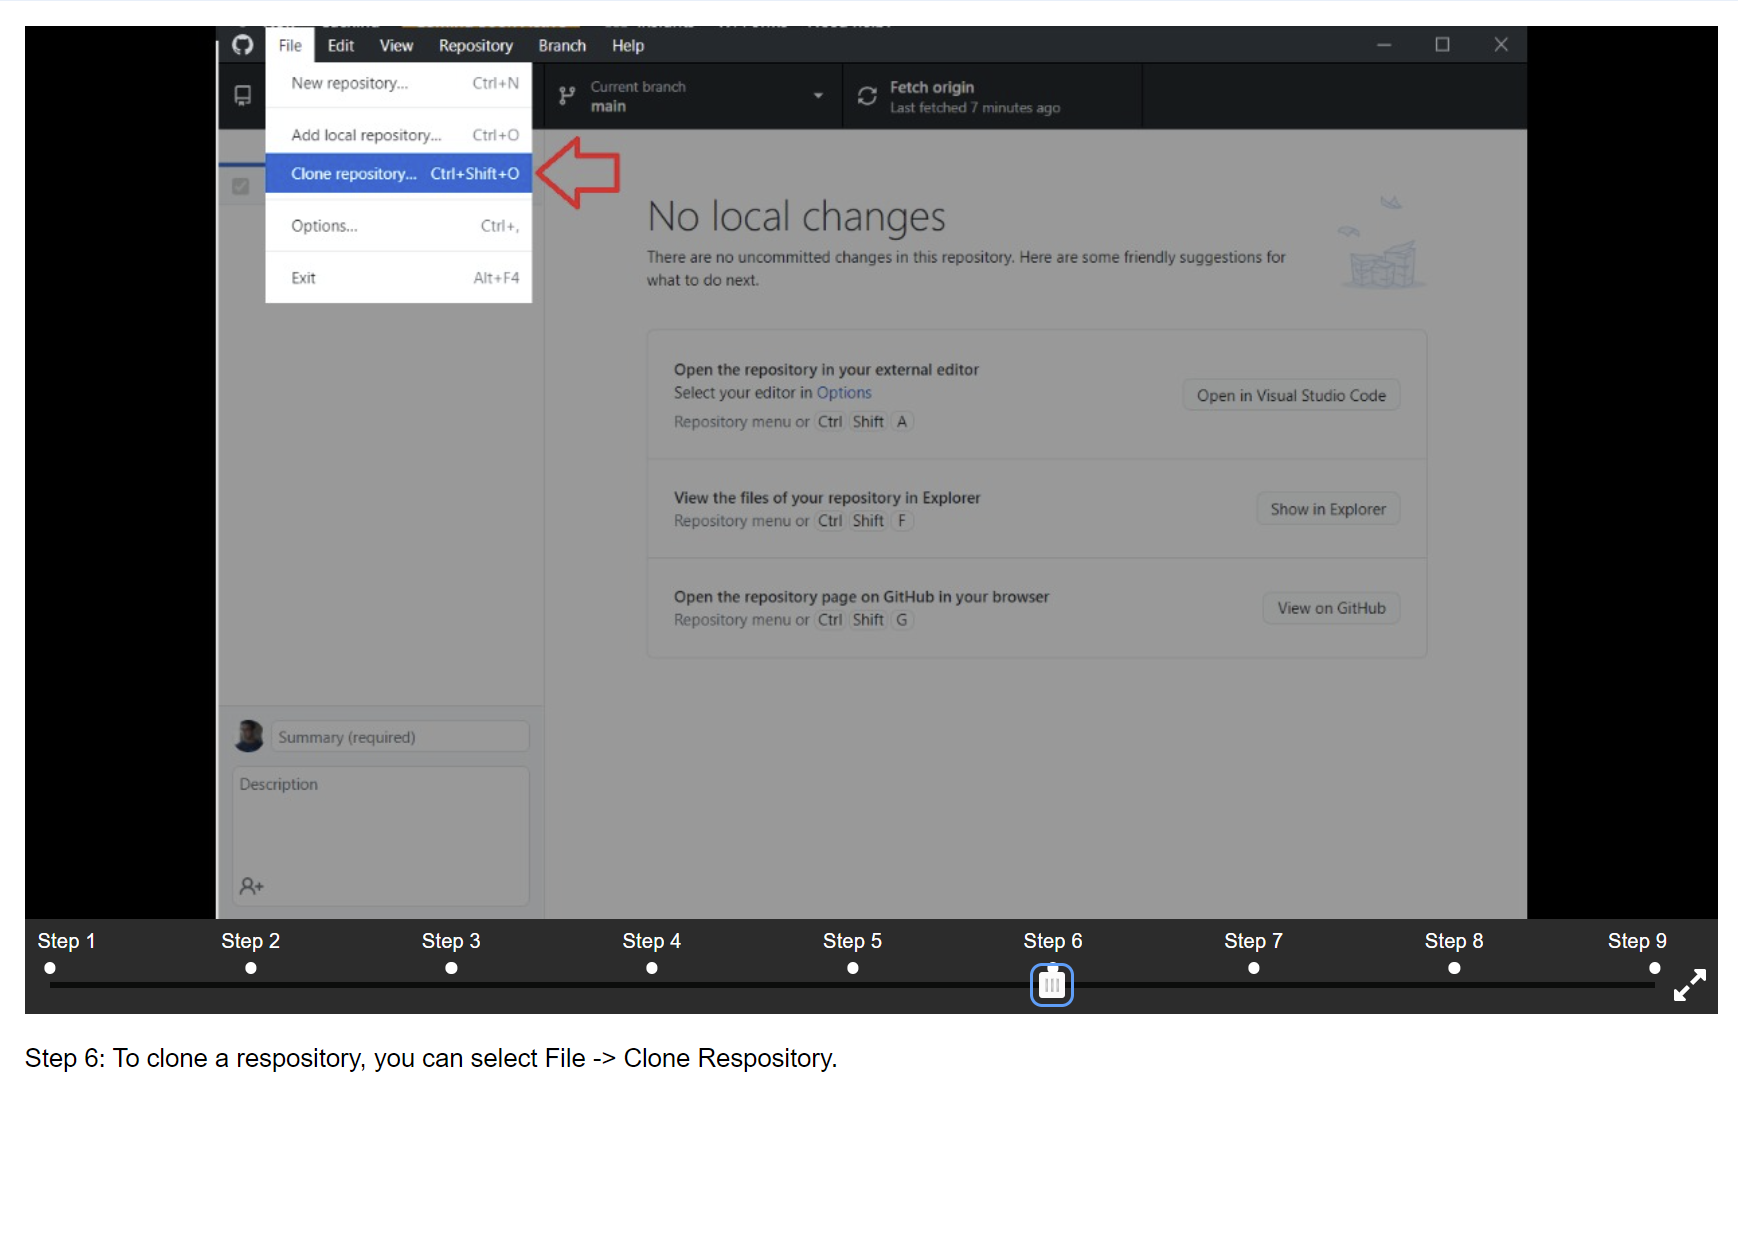 File Edit View Repository Branch Help
New repository... Ctrl+N
Add local repository... Ctrl+O
Clone repository... Ctrl+Shift+O
Options... Ctrl+,
Exit Alt+F4
Current branch
main
Fetch origin
Last fetched 7 minutes ago
No local changes
There are no uncommitted changes in this repository. Here are some friendly suggestions for
what to do next.
Open the repository in your external editor
Select your editor in Options
Repository menu or Ctrl Shift A
Open in Visual Studio Code
View the files of your repository in Explorer
Repository menu or Ctrl Shift F
Show in Explorer
Open the repository page on GitHub in your browser
Repository menu or Ctrl Shift G
View on GitHub
Summary (required)
Description
Step 1 Step 2 Step 3 Step 4 Step 5 Step 6 Step 7 Step 8 Step 9
Step 6: To clone a respository, you can select File -> Clone Respository.